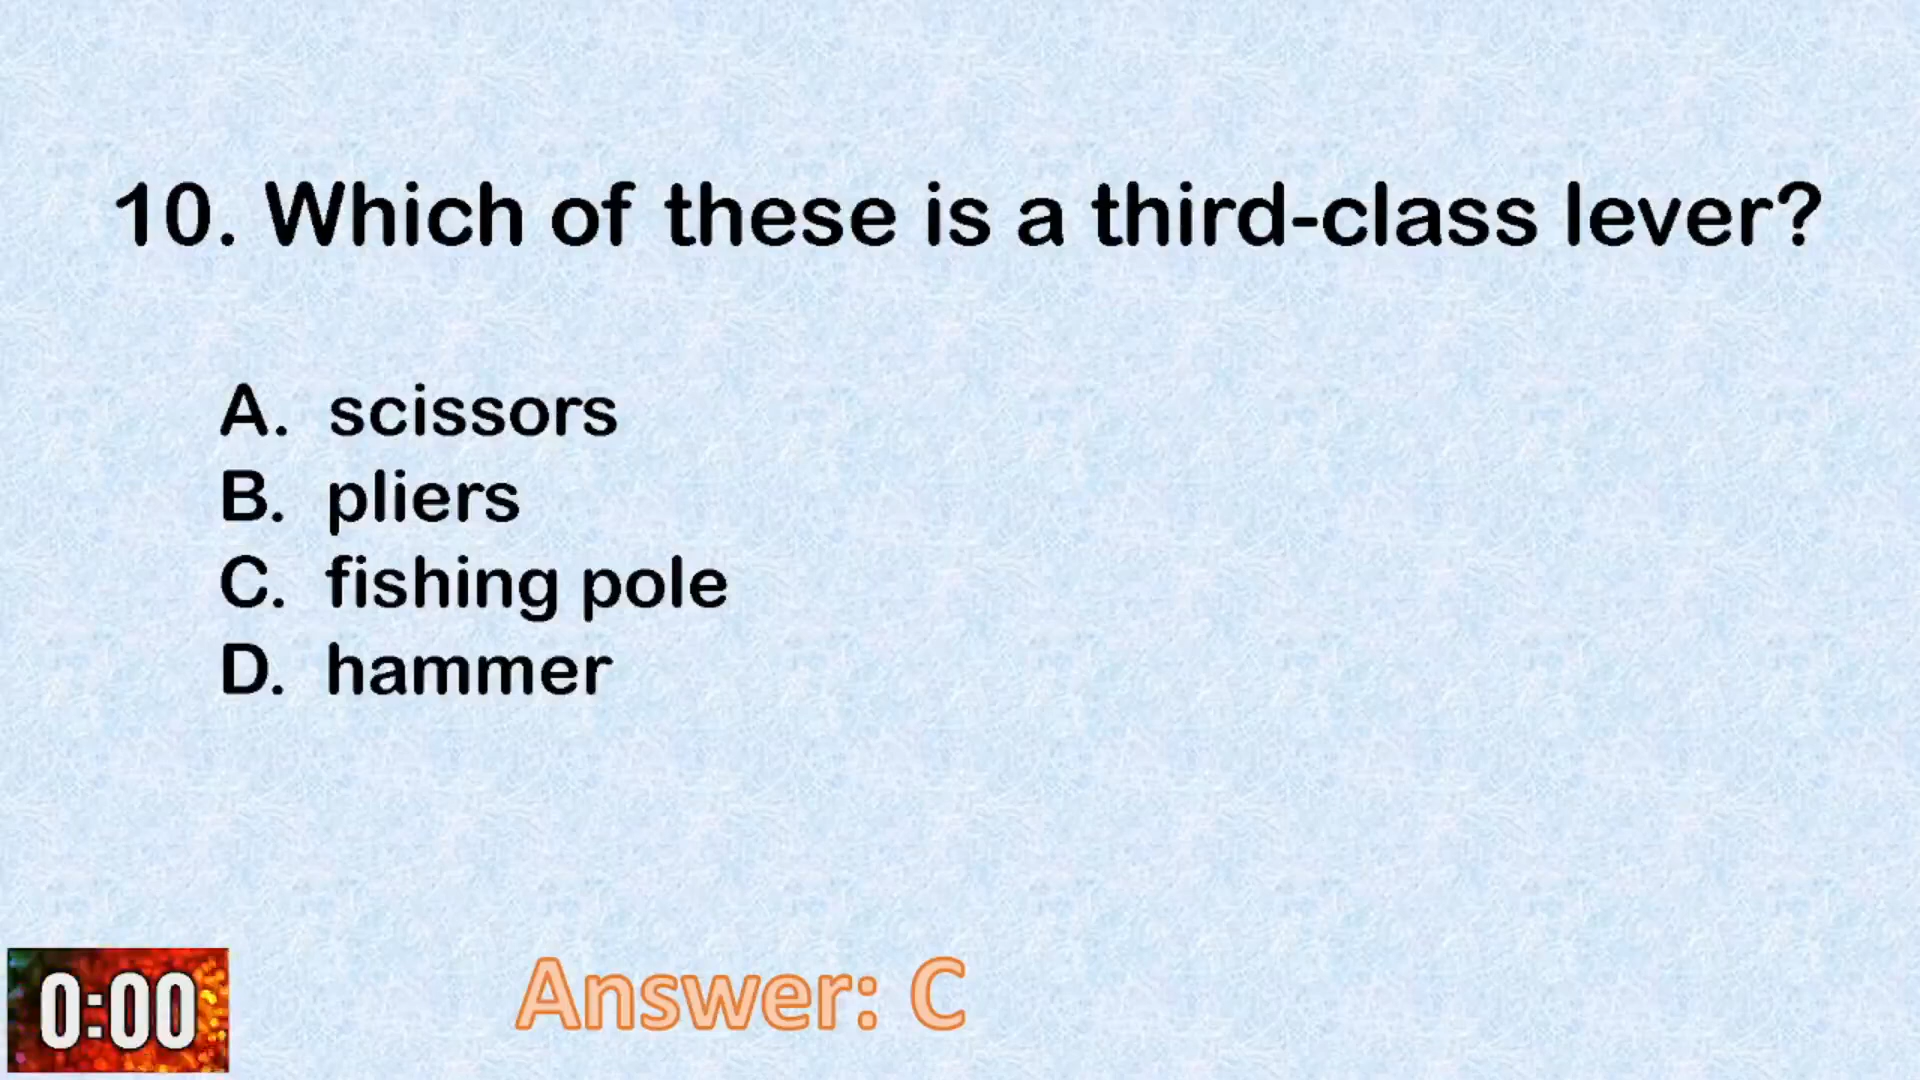 10. Which of these is a third-class lever?
A. scissors
B. pliers
C. fishing pole
D. hammer
0:00
Answer: C